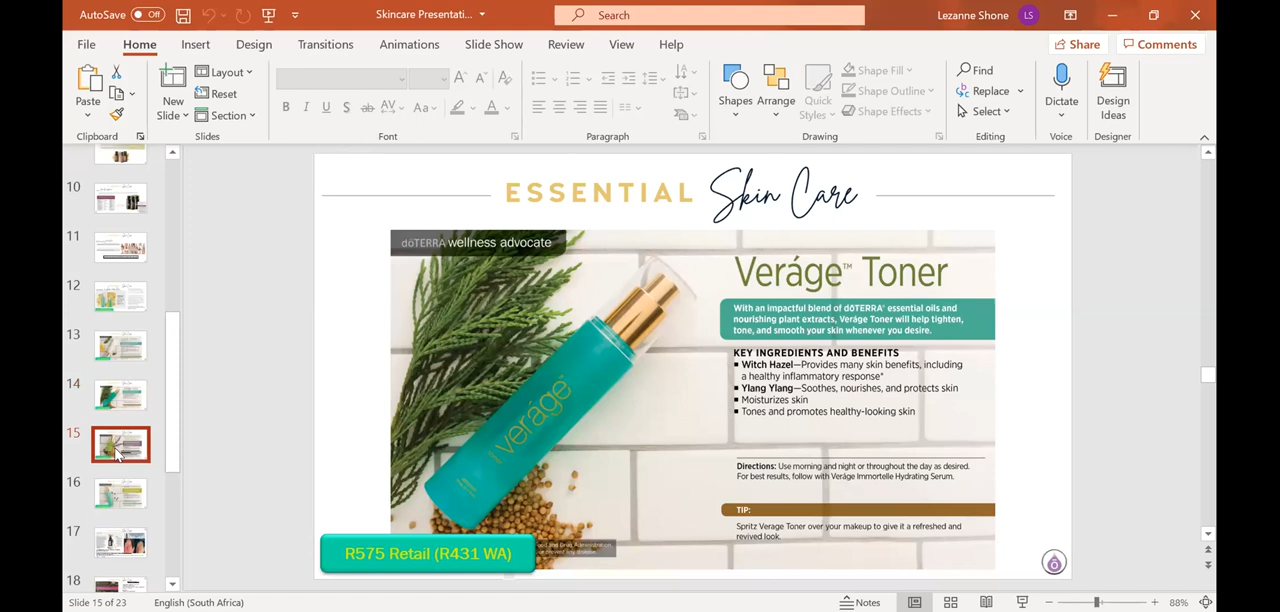 AutoSave Off
Skincare Presentati...
Search
Lezanne Shone LS
File Home Insert Design Transitions Animations Slide Show Review View Help
Share Comments
Paste
Clipboard
New Slide
Layout
Reset
Section
Slides
B I U S ab AV Aa A
Font
Paragraph
Shapes
Arrange
Quick Styles
Shape Fill
Shape Outline
Shape Effects
Drawing
Find
Replace
Select
Editing
Dictate
Voice
Design Ideas
Designer
10
11
12
13
14
15
16
17
18
ESSENTIAL Skin Care
dōTERRA wellness advocate
Veráge™ Toner
With an impactful blend of dōTERRA® essential oils and
nourishing plant extracts, Veráge Toner will help tighten,
tone, and smooth your skin whenever you desire.
KEY INGREDIENTS AND BENEFITS
■ Witch Hazel—Provides many skin benefits, including
a healthy inflammatory response*
■ Ylang Ylang—Soothes, nourishes, and protects skin
■ Moisturizes skin
■ Tones and promotes healthy-looking skin
veráge™
Directions: Use morning and night or throughout the day as desired.
For best results, follow with Veráge Immortelle Hydrating Serum.
TIP:
Spritz Verage Toner over your makeup to give it a refreshed and
revived look.
R575 Retail (R431 WA)
Slide 15 of 23 English (South Africa)
Notes
88%